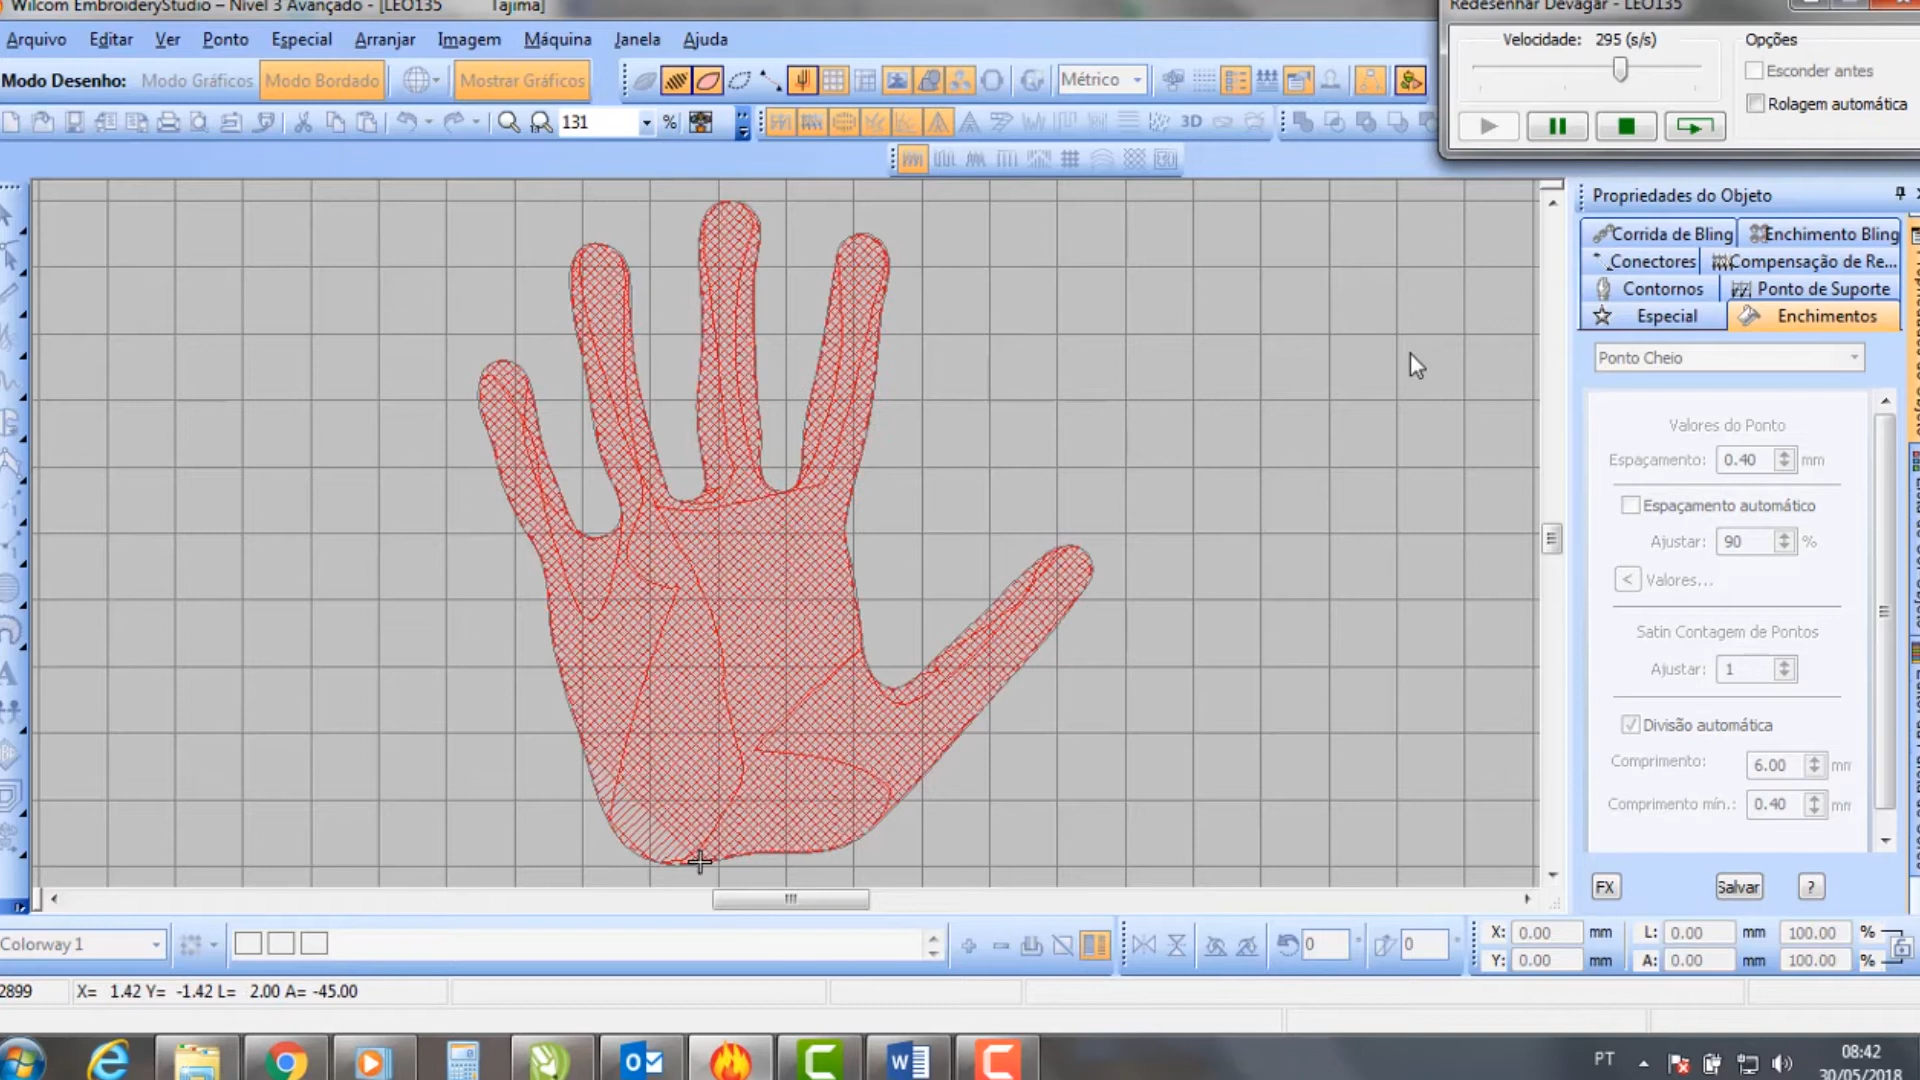 Wilcom EmbroideryStudio – Nível 3 Avançado - [LEO135 Tajima]
Redesenhar Devagar - LEO135
Arquivo Editar Ver Ponto Especial Arranjar Imagem Máquina Janela Ajuda
Velocidade: 295 (s/s)
Opções
Esconder antes
Rolagem automática
Modo Desenho: Modo Gráficos Modo Bordado Mostrar Gráficos Métrico
131 % 3D
Propriedades do Objeto
Corrida de Bling Enchimento Bling
Conectores Compensação de Re...
Contornos Ponto de Suporte
Especial Enchimentos
Ponto Cheio
Valores do Ponto
Espaçamento: 0.40 mm
Espaçamento automático
Ajustar: 90 %
< Valores...
Satin Contagem de Pontos
Ajustar: 1
Divisão automática
Comprimento: 6.00
Comprimento mín.: 0.40
FX Salvar ?
Colorway 1
0 ° 0 °
X: 0.00 mm L: 0.00 mm 100.00 %
Y: 0.00 mm A: 0.00 mm 100.00 %
2899 X= 1.42 Y= -1.42 L= 2.00 A= -45.00
PT
08:42
30/05/2018